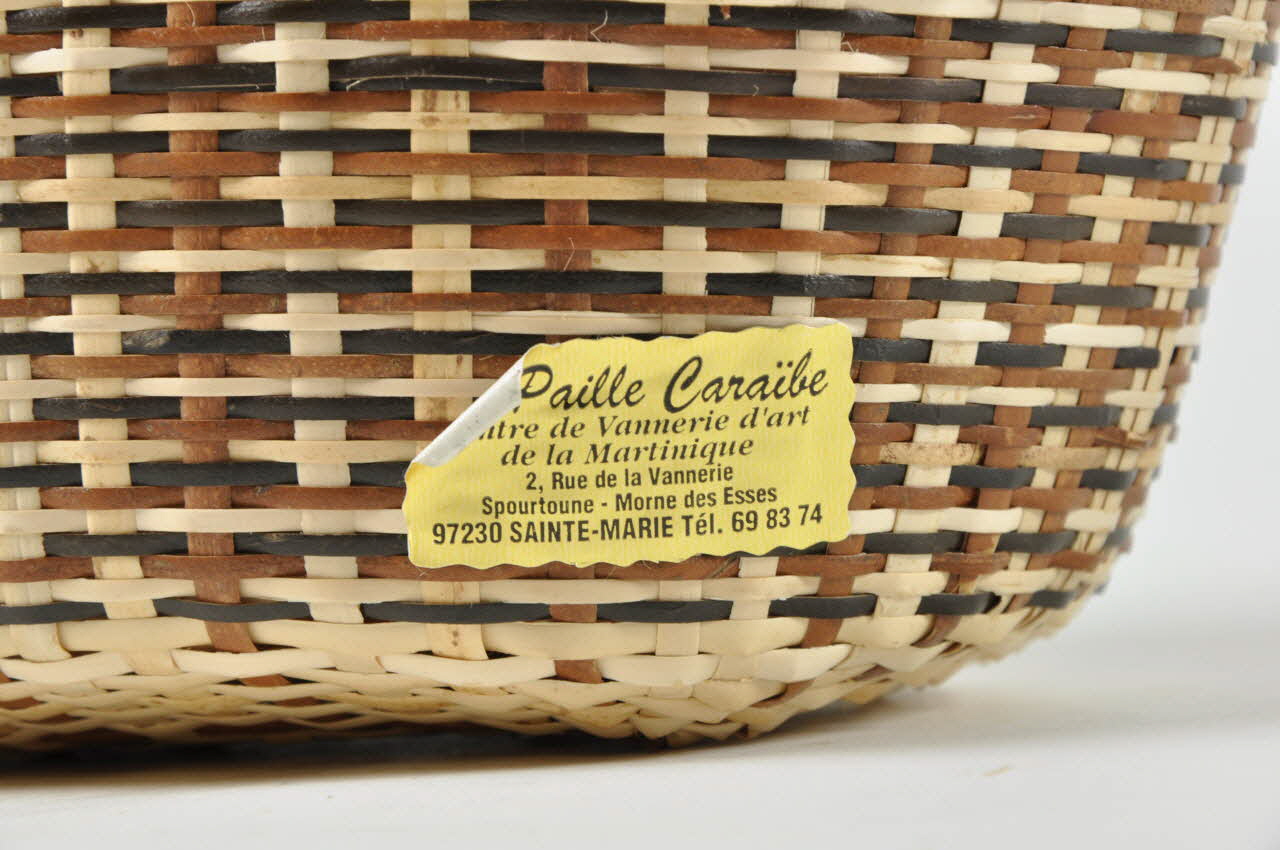 Paille Caraïbe
ntre de Vannerie d'art
de la Martinique
2, Rue de la Vannerie
Spourtoune - Morne des Esses
97230 SAINTE-MARIE Tél. 69 83 74